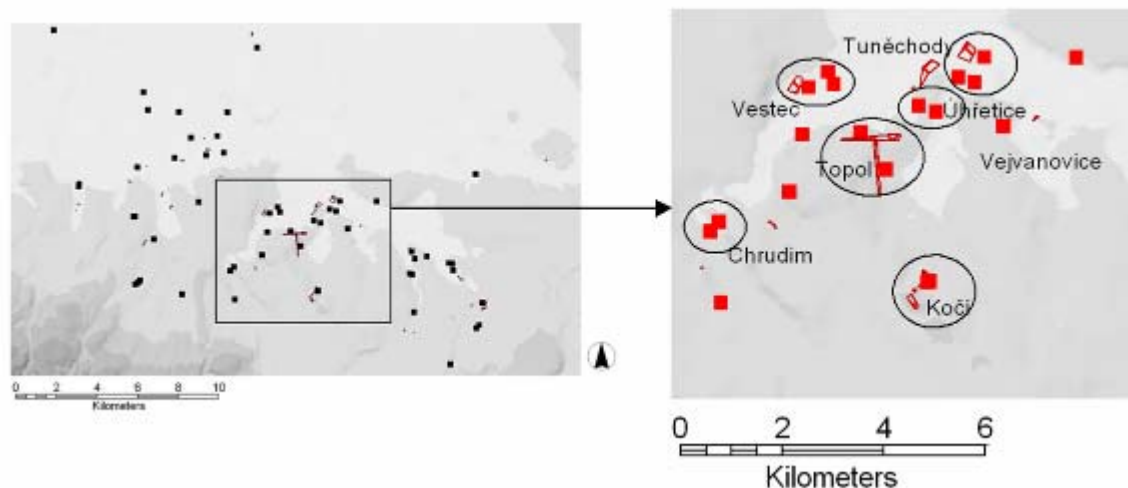 0 2 4 6 8 10
Kilometers
Tuněchody
Vestec
Úhřetice
Topol
Vejvanovice
Chrudim
Kočí
0 2 4 6
Kilometers